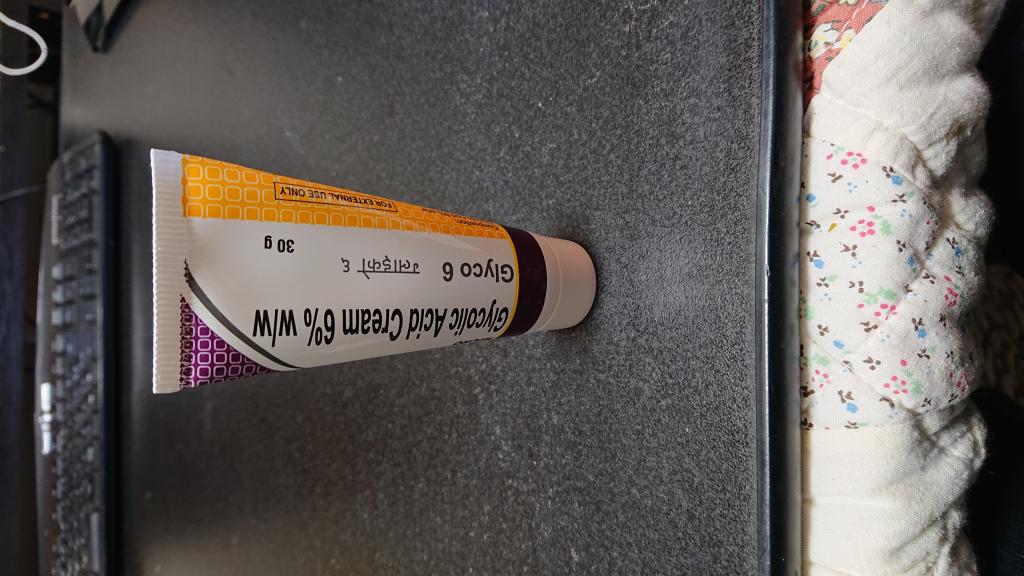 Glycolic Acid Cream 6% w/w
Glyco 6
ग्लाइको ६
30 g
FOR EXTERNAL USE ONLY